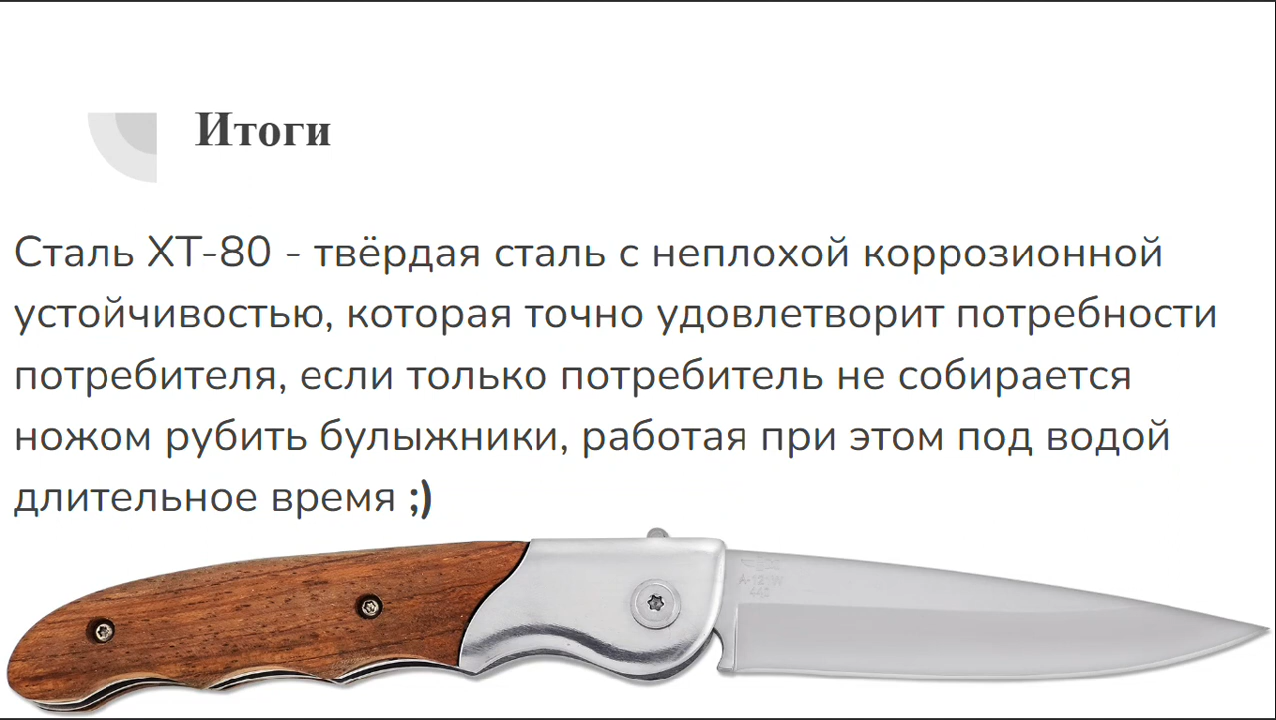 Итоги
Сталь ХТ-80 - твёрдая сталь с неплохой коррозионной
устойчивостью, которая точно удовлетворит потребности
потребителя, если только потребитель не собирается
ножом рубить булыжники, работая при этом под водой
длительное время ;)